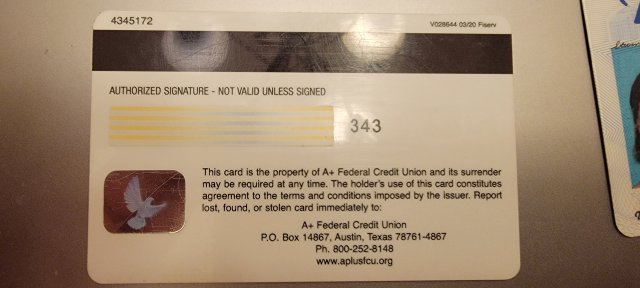 4345172
V028644 03/20 Fiserv
AUTHORIZED SIGNATURE - NOT VALID UNLESS SIGNED
343
This card is the property of A+ Federal Credit Union and its surrender
may be required at any time. The holder's use of this card constitutes
agreement to the terms and conditions imposed by the issuer. Report
lost, found, or stolen card immediately to:
A+ Federal Credit Union
P.O. Box 14867, Austin, Texas 78761-4867
Ph. 800-252-8148
www.aplusfcu.org